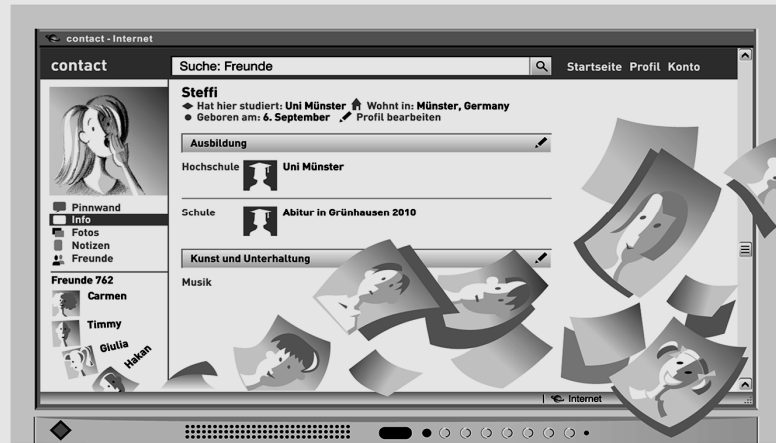 contact - Internet
contact
Suche: Freunde
Startseite Profil Konto
Steffi
Hat hier studiert: Uni Münster Wohnt in: Münster, Germany
Geboren am: 6. September Profil bearbeiten
Ausbildung
Hochschule Uni Münster
Schule Abitur in Grünhausen 2010
Kunst und Unterhaltung
Musik
Pinnwand
Info
Fotos
Notizen
Freunde
Freunde 762
Carmen
Timmy
Giulia
Hakan
Internet